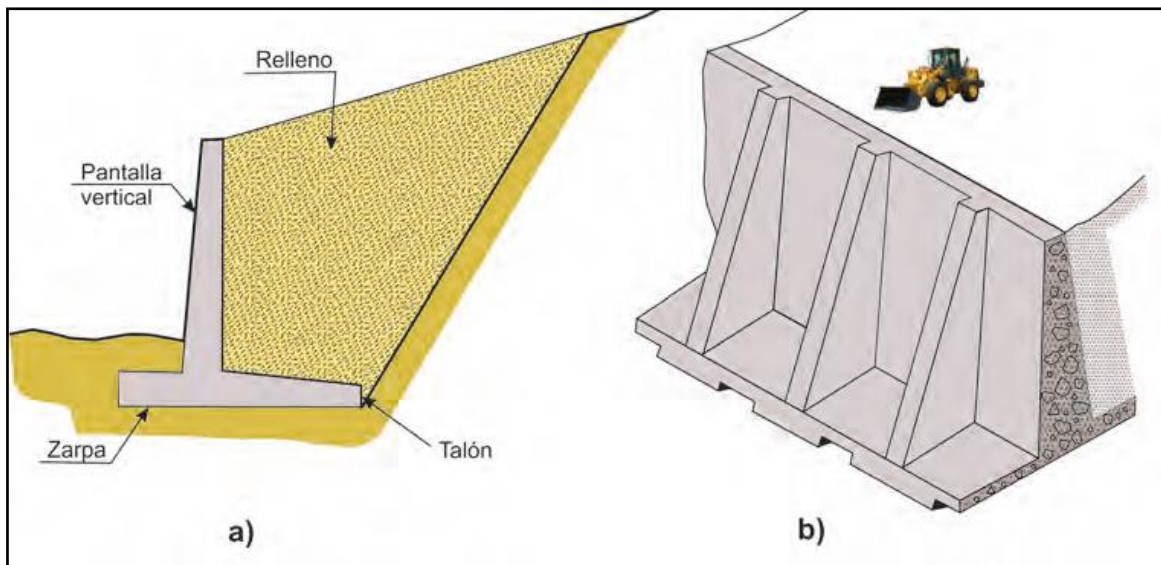 Relleno
Pantalla
vertical
Zarpa
Talón
a)
b)